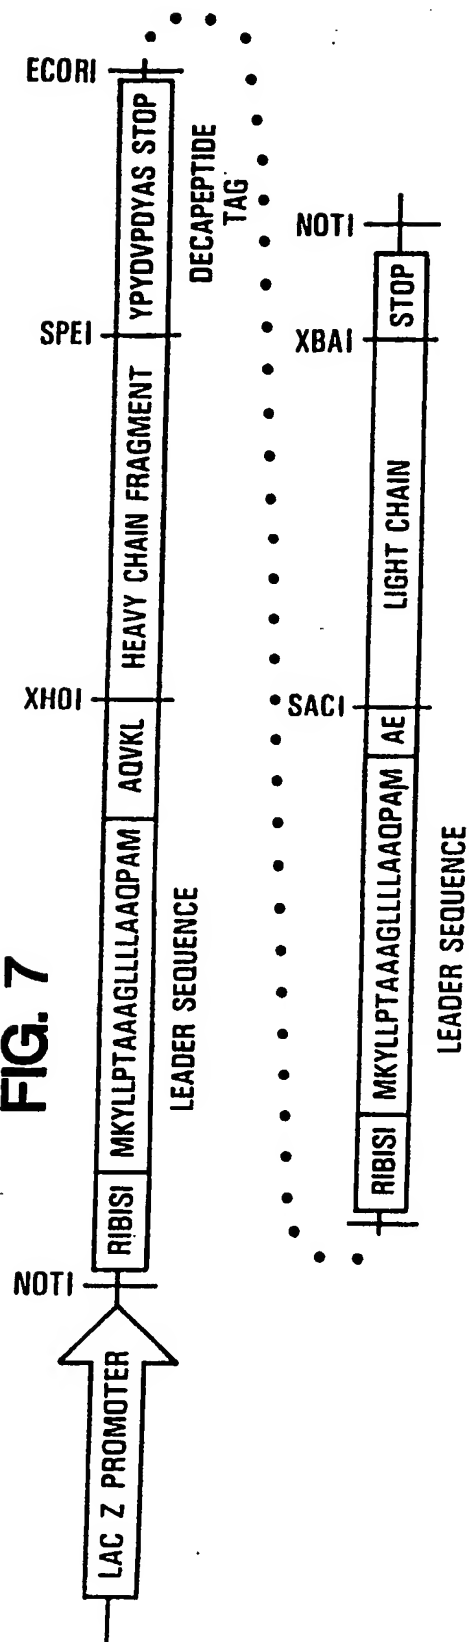 FIG. 7
LAC Z PROMOTER
NOTI
RIBISI
MKYLLPTAAAGLLLLAAQPAM
LEADER SEQUENCE
AQVKL
XHOI
HEAVY CHAIN FRAGMENT
SPEI
YPYDVPDYAS STOP
DECAPEPTIDE
TAG
ECORI
RIBISI
MKYLLPTAAAGLLLLAAQPAM
LEADER SEQUENCE
AE
SACI
LIGHT CHAIN
XBAI
STOP
NOTI